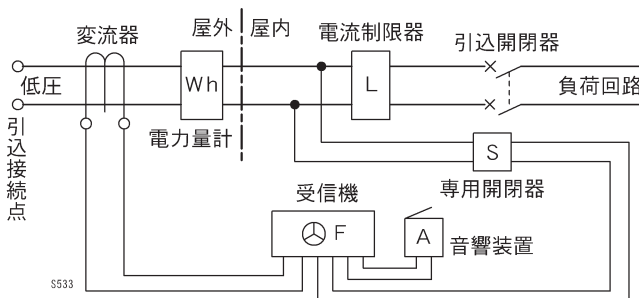 変流器
屋外
屋内
電流制限器
引込開閉器
低圧
Wh
L
負荷回路
電力量計
引込接続点
S
専用開閉器
受信機
F
A
音響装置
S533